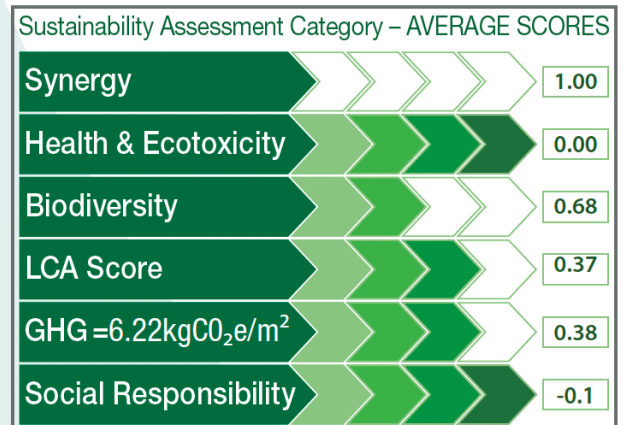 Sustainability Assessment Category – AVERAGE SCORES
Synergy 1.00
Health & Ecotoxicity 0.00
Biodiversity 0.68
LCA Score 0.37
GHG =6.22kgC0₂e/m² 0.38
Social Responsibility -0.1